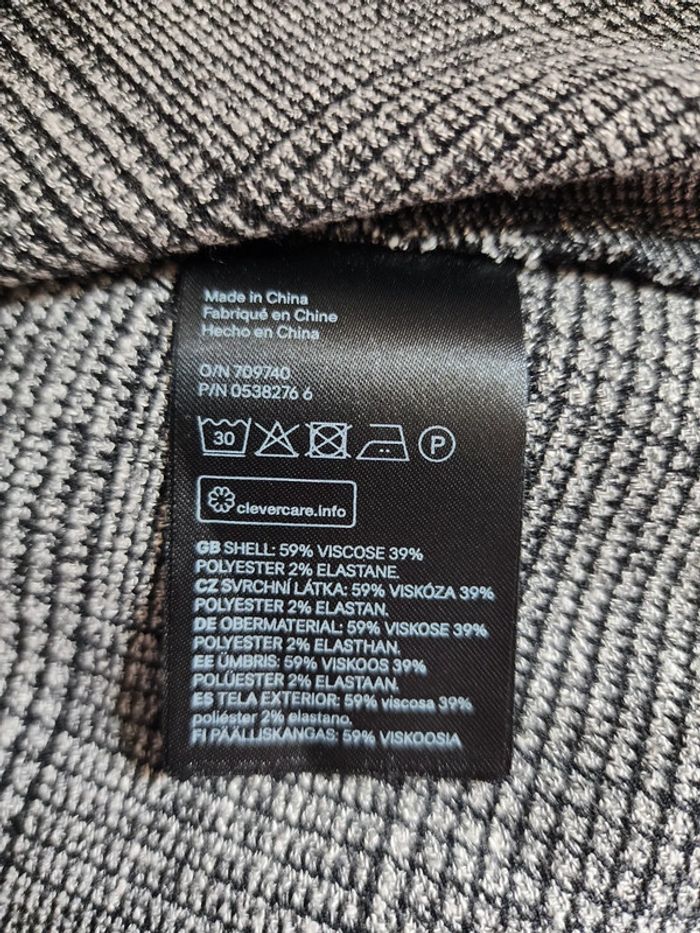 Made in China
Fabriqué en Chine
Hecho en China
O/N 709740
P/N 0538276 6
30 P
clevercare.info
GB SHELL: 59% VISCOSE 39%
POLYESTER 2% ELASTANE.
CZ SVRCHNÍ LÁTKA: 59% VISKÓZA 39%
POLYESTER 2% ELASTAN.
DE OBERMATERIAL: 59% VISKOSE 39%
POLYESTER 2% ELASTHAN.
EE ÜMBRIS: 59% VISKOOS 39%
POLÜESTER 2% ELASTAAN.
ES TELA EXTERIOR: 59% viscosa 39%
poliéster 2% elastano.
FI PÄÄLLISKANGAS: 59% VISKOOSIA